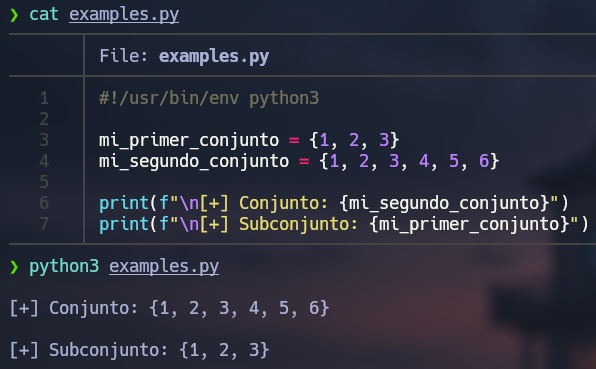 ❯ cat examples.py
File: examples.py
1 #!/usr/bin/env python3
2
3 mi_primer_conjunto = {1, 2, 3}
4 mi_segundo_conjunto = {1, 2, 3, 4, 5, 6}
5
6 print(f"\n[+] Conjunto: {mi_segundo_conjunto}")
7 print(f"\n[+] Subconjunto: {mi_primer_conjunto}")
❯ python3 examples.py
[+] Conjunto: {1, 2, 3, 4, 5, 6}
[+] Subconjunto: {1, 2, 3}